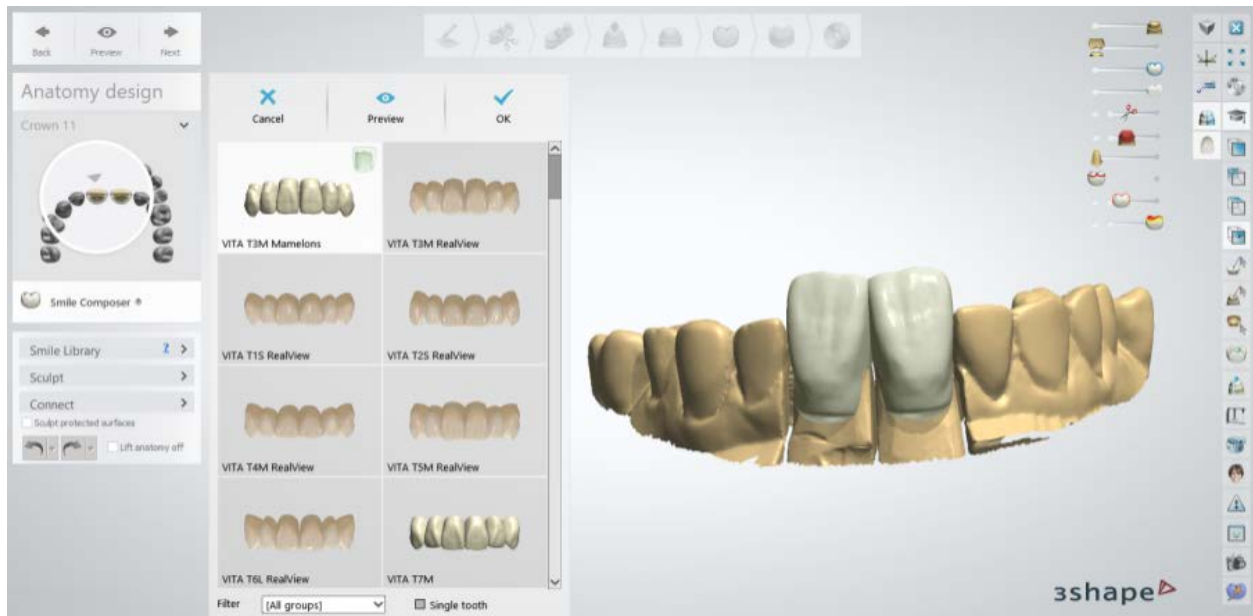 Back
Preview
Next
Anatomy design
Crown 11
Smile Composer ®
Smile Library 2
Sculpt
Connect
Sculpt protected surfaces
Lift anatomy off
Cancel
Preview
OK
VITA T3M Mamelons
VITA T3M RealView
VITA T1S RealView
VITA T2S RealView
VITA T4M RealView
VITA T5M RealView
VITA T6L RealView
VITA T7M
Filter [All groups] Single tooth
3shape